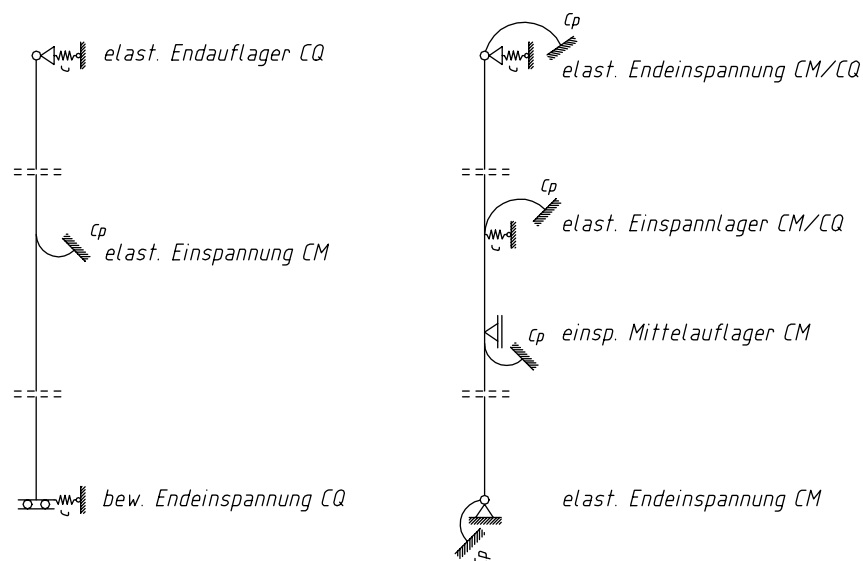 elast. Endauflager CQ
c
Cp
elast. Einspannung CM
bew. Endeinspannung CQ
c
Cp
elast. Endeinspannung CM/CQ
c
Cp
elast. Einspannlager CM/CQ
c
Cp
einsp. Mittelauflager CM
elast. Endeinspannung CM
Cp